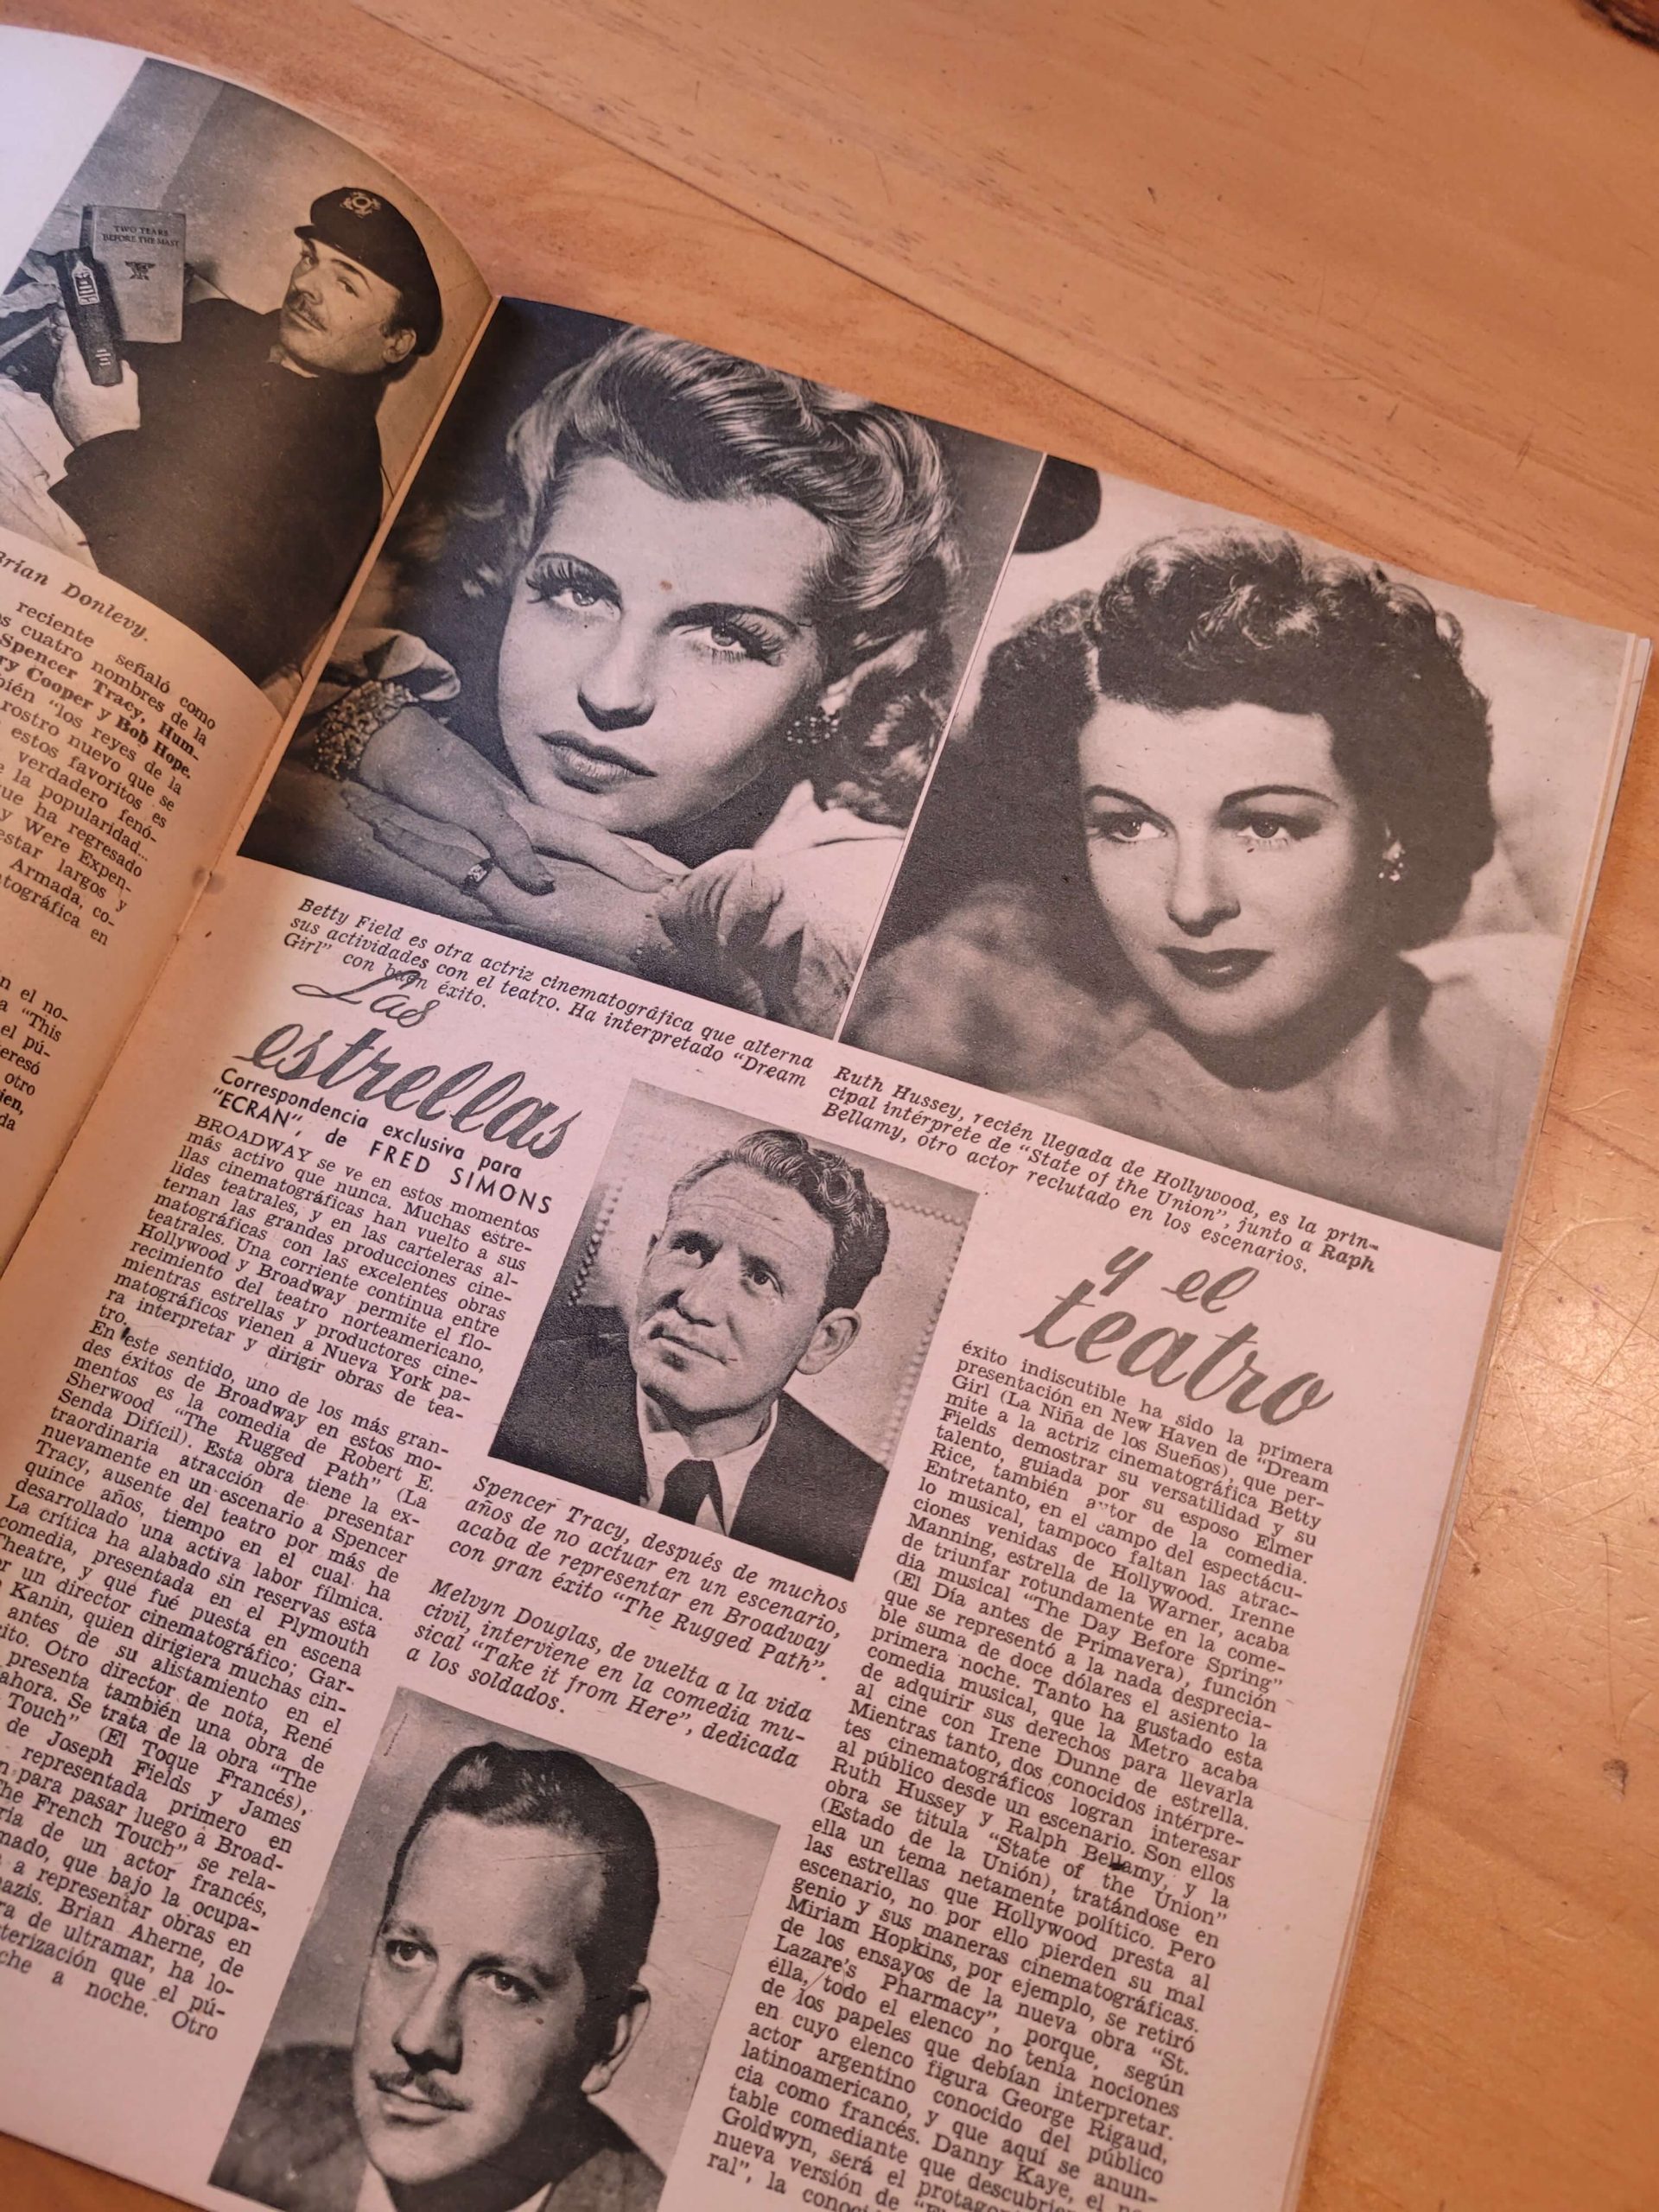 TWO YEARS
BEFORE THE MAST
Brian Donlevy.
reciente señaló como
cuatro nombres de la
Spencer Tracy, Hum-
Cooper y Bob Hope.
"los reyes de la
rostro nuevo que se
estos favoritos es
verdadero fenó-
la popularidad...
que ha regresado
y Were Expen-
estar largos y
Armada, co-
tográfica en
n el no-
a "This
el pú-
eresó
otro
ien,
da
Betty Field es otra actriz cinematográfica que alterna
sus actividades con el teatro. Ha interpretado "Dream
Girl" con buen éxito.
Ruth Hussey, recién llegada de Hollywood, es la prin-
cipal intérprete de "State of the Union", junto a Raph
Bellamy, otro actor reclutado en los escenarios.
Las
estrellas
y el
teatro
Correspondencia exclusiva para
"ECRAN", de FRED SIMONS
BROADWAY se ve en estos momentos
más activo que nunca. Muchas estre-
llas cinematográficas han vuelto a sus
lides teatrales, y en las carteleras al-
ternan las grandes producciones cine-
matográficas con las excelentes obras
teatrales. Una corriente continua entre
Hollywood y Broadway permite el flo-
recimiento del teatro norteamericano,
mientras estrellas y productores cine-
matográficos vienen a Nueva York pa-
ra interpretar y dirigir obras de tea-
tro.
En este sentido, uno de los más gran-
des éxitos de Broadway en estos mo-
mentos es la comedia de Robert E.
Sherwood "The Rugged Path" (La
Senda Difícil). Esta obra tiene la ex-
traordinaria atracción de presentar
nuevamente en un escenario a Spencer
Tracy, ausente del teatro por más de
quince años, tiempo en el cual ha
desarrollado una activa labor fílmica.
La crítica ha alabado sin reservas esta
comedia, presentada en el Plymouth
Theatre, y que fué puesta en escena
un director cinematográfico; Gar-
Kanin, quien dirigiera muchas cin-
antes de su alistamiento en el
Otro director de nota, René
presenta también una obra de
ahora. Se trata de la obra "The
Touch" (El Toque Francés),
de Joseph Fields y James
representada primero en
para pasar luego a Broad-
"The French Touch" se rela-
de un actor francés,
mado, que bajo la ocupa-
a representar obras en
nazis. Brian Aherne, de
de ultramar, ha lo-
terización que el pú-
che a noche. Otro
Spencer Tracy, después de muchos
años de no actuar en un escenario,
acaba de representar en Broadway
con gran éxito "The Rugged Path".
Melvyn Douglas, de vuelta a la vida
civil, interviene en la comedia mu-
sical "Take it from Here", dedicada
a los soldados.
éxito indiscutible ha sido la primera
presentación en New Haven de "Dream
Girl (La Niña de los Sueños), que per-
mite a la actriz cinematográfica Betty
Fields demostrar su versatilidad y su
talento, guiada por su esposo Elmer
Rice, también autor de la comedia.
Entretanto, en el campo del espectácu-
lo musical, tampoco faltan las atrac-
ciones venidas de Hollywood. Irenne
Manning, estrella de la Warner, acaba
de triunfar rotundamente en la come-
dia musical "The Day Before Spring"
(El Día antes de Primavera), función
que se representó a la nada desprecia-
ble suma de doce dólares el asiento la
primera noche. Tanto ha gustado esta
comedia musical, que la Metro acaba
de adquirir sus derechos para llevarla
al cine con Irene Dunne de estrella.
Mientras tanto, dos conocidos intérpre-
tes cinematográficos logran interesar
al público desde un escenario. Son ellos
Ruth Hussey y Ralph Bellamy, y la
obra se titula "State of the Union"
(Estado de la Unión), tratándose en
ella un tema netamente político. Pero
las estrellas que Hollywood presta al
escenario, no por ello pierden su mal
genio y sus maneras cinematográficas.
Miriam Hopkins, por ejemplo, se retiró
de los ensayos de la nueva obra "St.
Lazare's Pharmacy", porque, según
élla, todo el elenco no tenía nociones
de los papeles que debían interpretar.
en cuyo elenco figura George Rigaud,
actor argentino conocido del público
latinoamericano, y que aquí se anun-
cia como francés. Danny Kaye, el no-
table comediante que descubriera
Goldwyn, será el protagon
nueva versión de
ral", la conoci